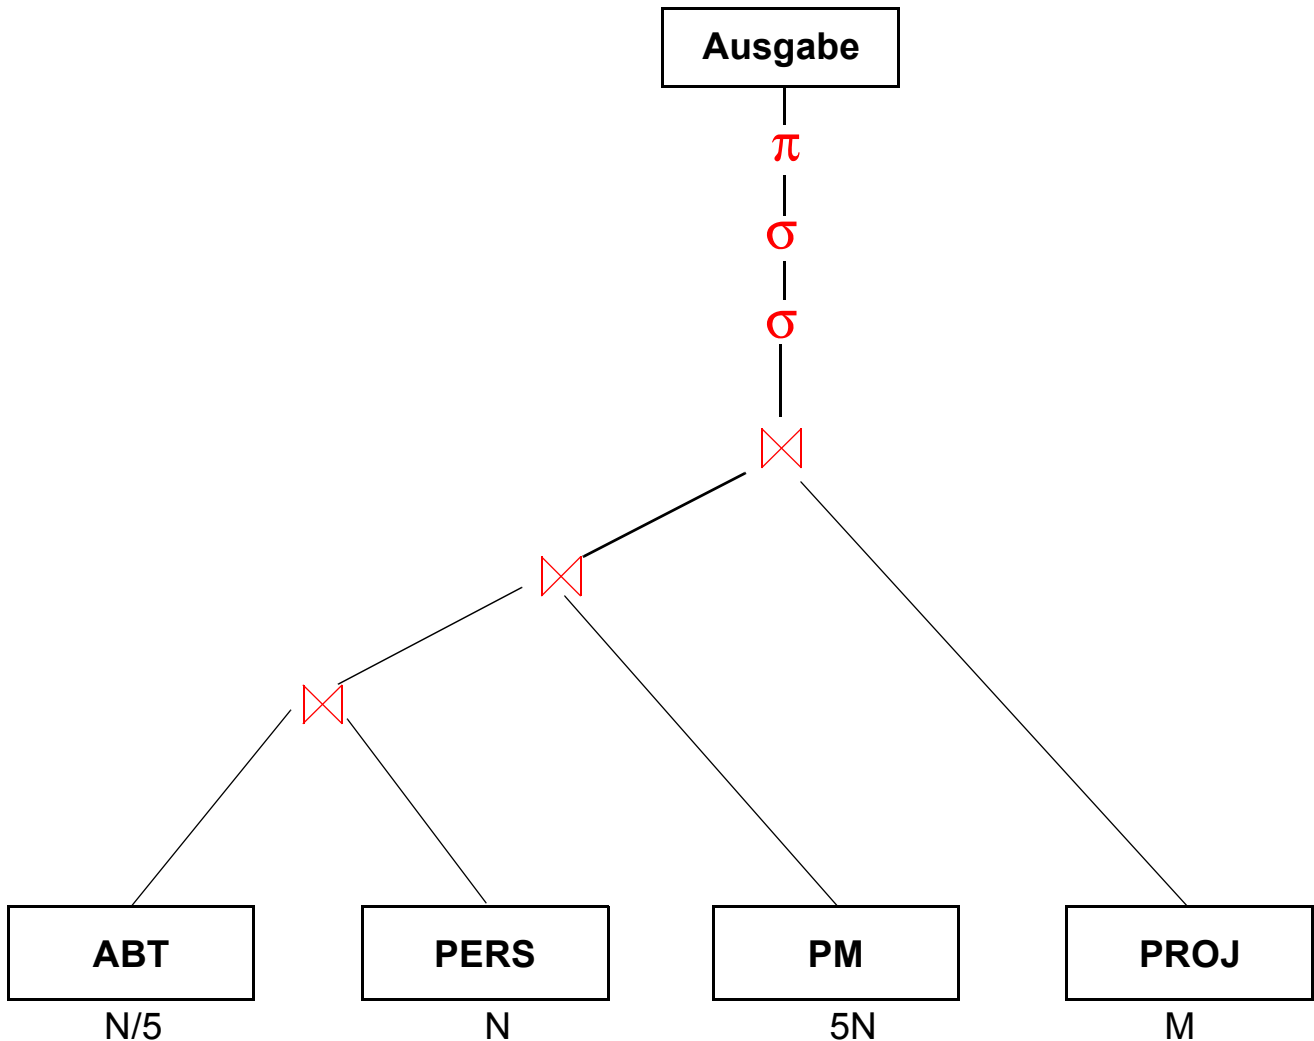 Ausgabe
π
σ
σ
⋈
⋈
⋈
ABT PERS PM PROJ
N/5 N 5N M